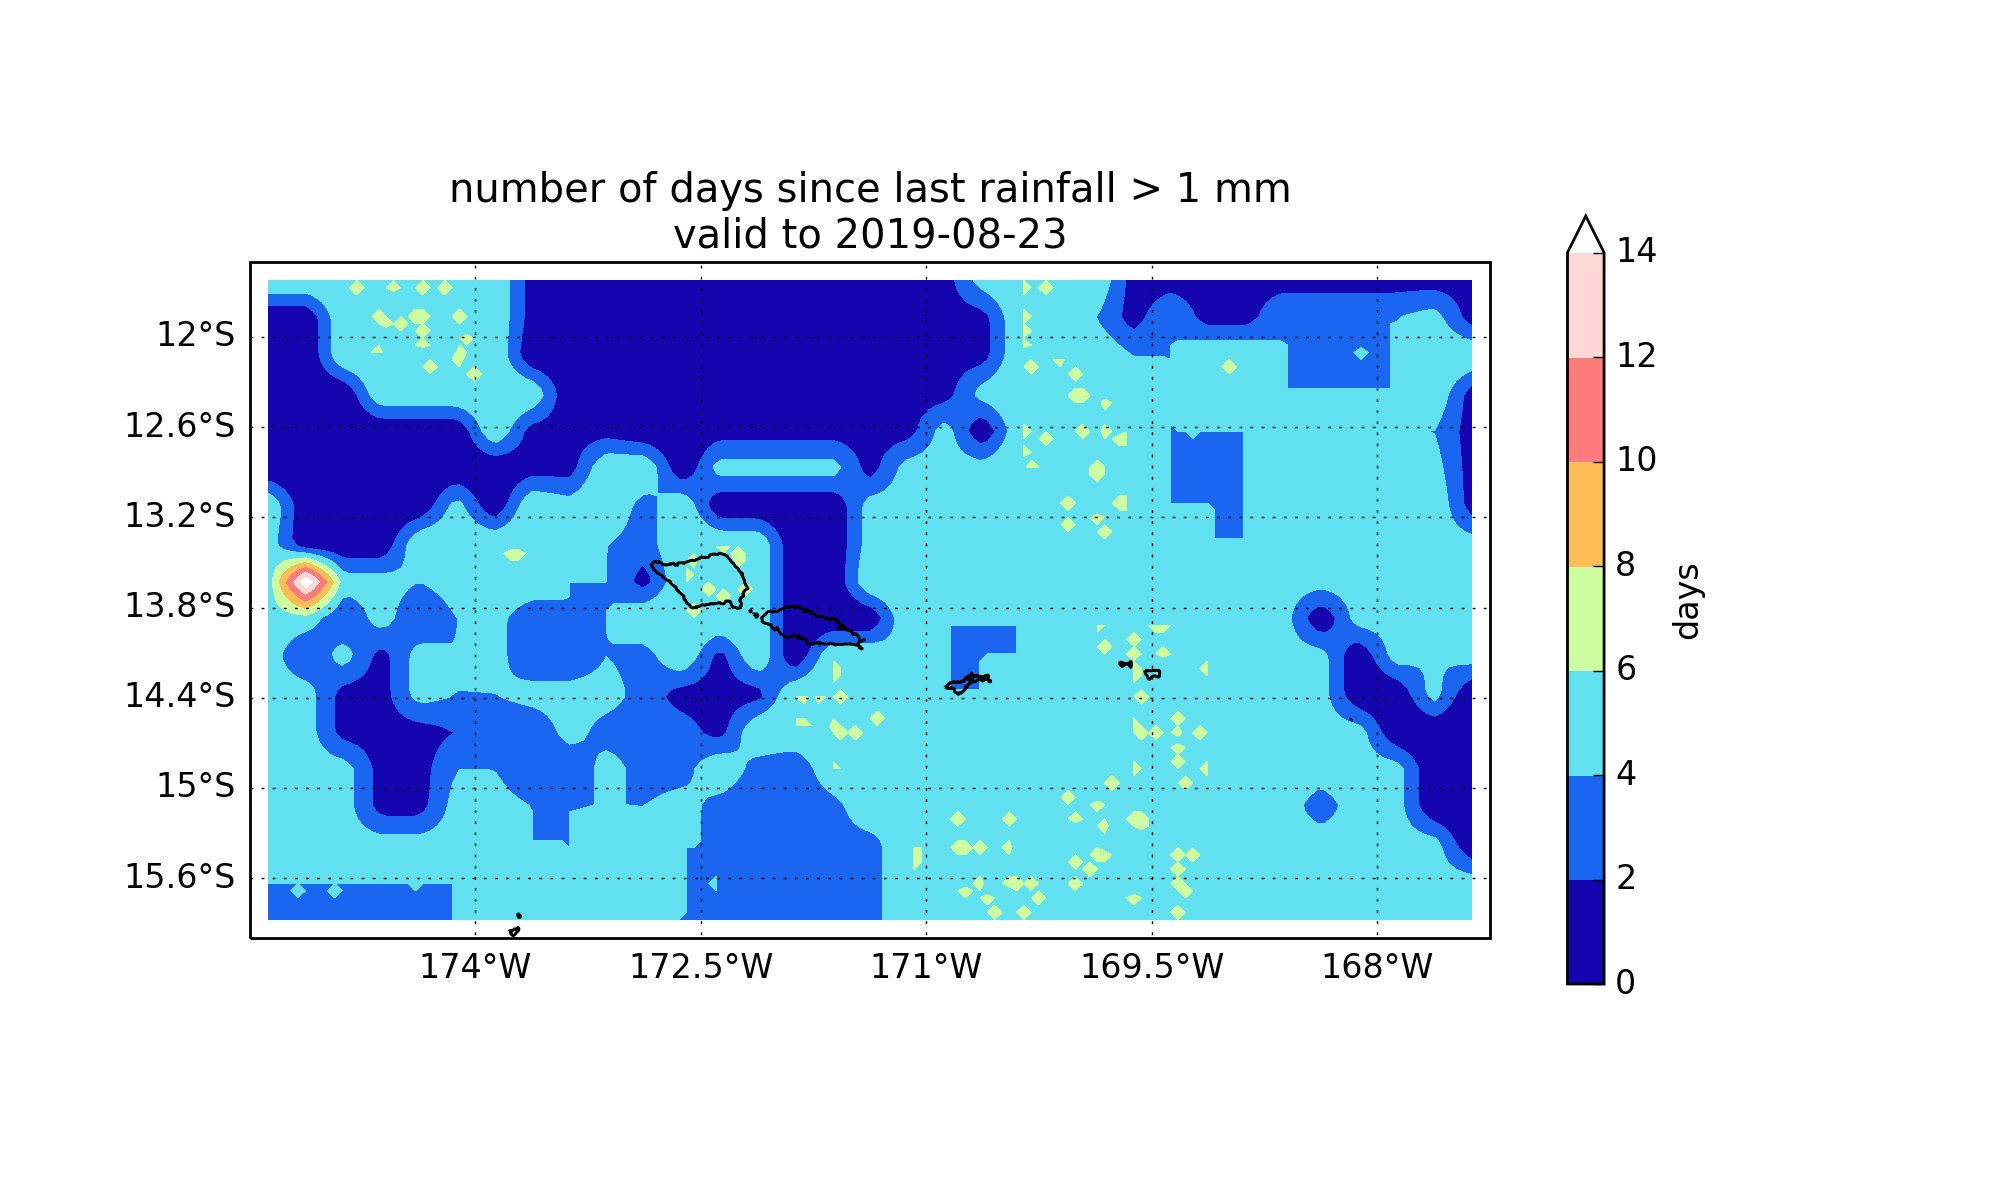 number of days since last rainfall > 1 mm
valid to 2019-08-23
12°S
12.6°S
13.2°S
13.8°S
14.4°S
15°S
15.6°S
174°W
172.5°W
171°W
169.5°W
168°W
14
12
10
8
6
4
2
0
days